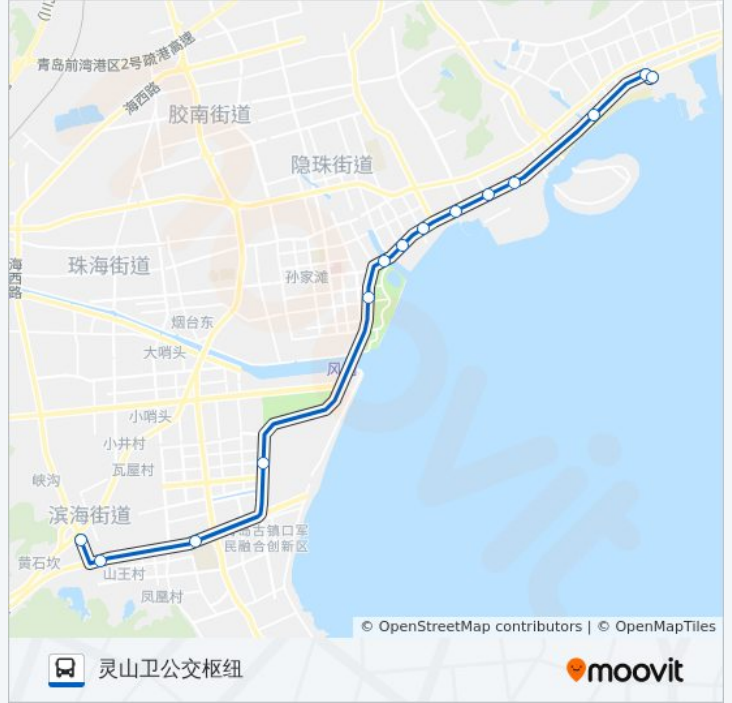 青岛前湾港区2号疏港高速
海西路
胶南街道
隐珠街道
海西路
珠海街道
孙家滩
烟台东
大哨头
小哨头
小井村
瓦屋村
峡沟
滨海街道
岛古镇口军
民融合创新区
黄石坎
山王村
凤凰村
© OpenStreetMap contributors | © OpenMapTiles
灵山卫公交枢纽
moovit